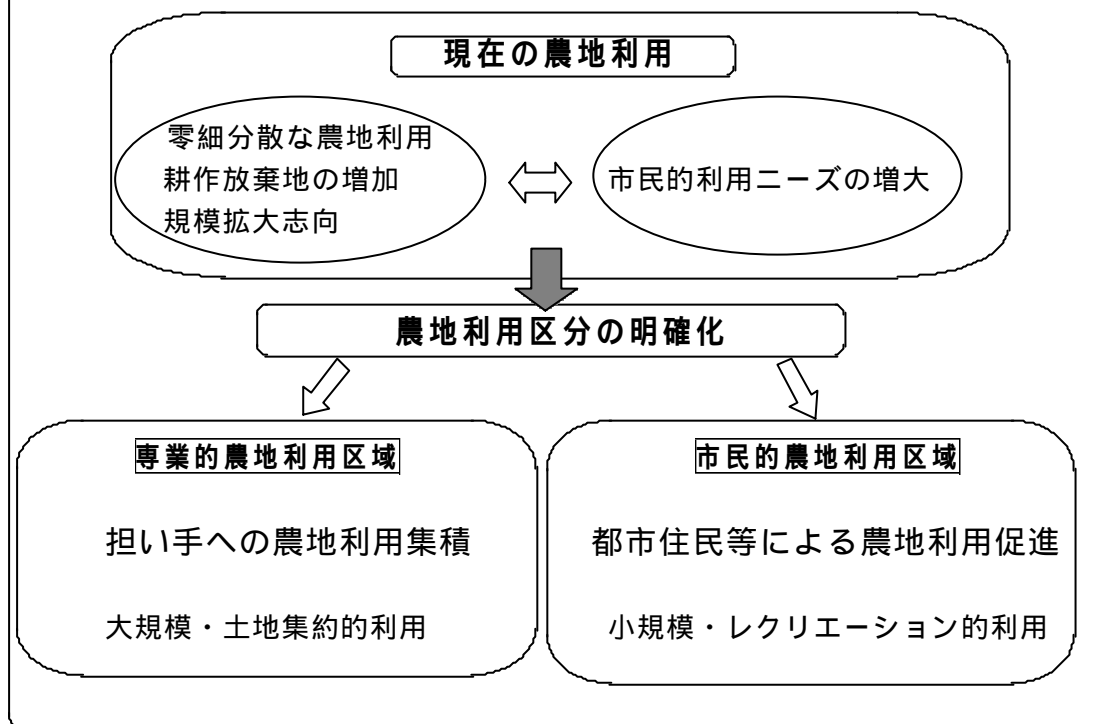 現在の農地利用
零細分散な農地利用
耕作放棄地の増加
規模拡大志向
市民的利用ニーズの増大
農地利用区分の明確化
専業的農地利用区域
担い手への農地利用集積
大規模・土地集約的利用
市民的農地利用区域
都市住民等による農地利用促進
小規模・レクリエーション的利用